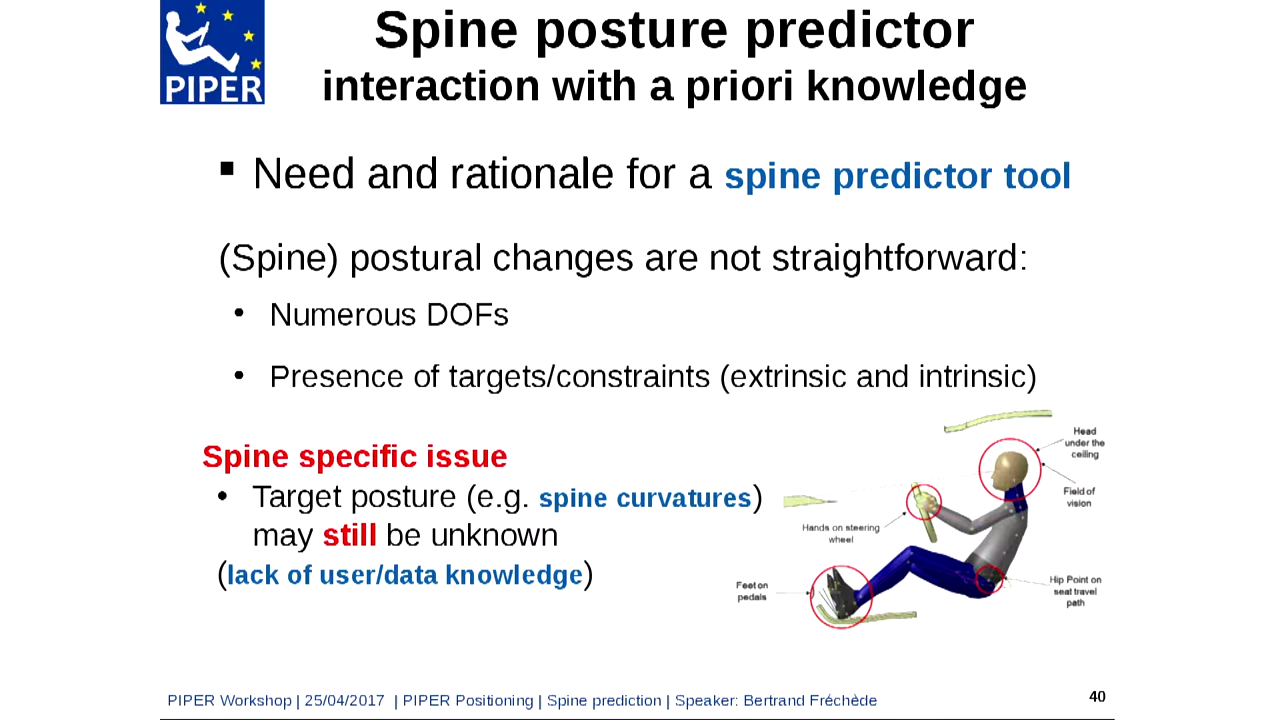 PIPER
Spine posture predictor
interaction with a priori knowledge
▪ Need and rationale for a spine predictor tool
(Spine) postural changes are not straightforward:
• Numerous DOFs
• Presence of targets/constraints (extrinsic and intrinsic)
Spine specific issue
• Target posture (e.g. spine curvatures)
may still be unknown
(lack of user/data knowledge)
Head
under the
ceiling
Field of
vision
Hands on steering
wheel
Feet on
pedals
Hip Point on
seat travel
path
PIPER Workshop | 25/04/2017 | PIPER Positioning | Spine prediction | Speaker: Bertrand Fréchède
40